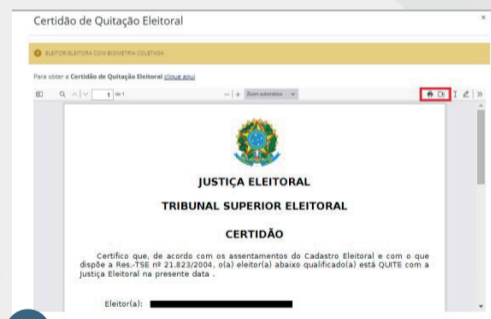 Certidão de Quitação Eleitoral
ELEITOR/ELEITORA COM BIOMETRIA COLETADA
Para obter a Certidão de Quitação Eleitoral clique aqui
1 de 1
Zoom automático
JUSTIÇA ELEITORAL
TRIBUNAL SUPERIOR ELEITORAL
CERTIDÃO
Certifico que, de acordo com os assentamentos do Cadastro Eleitoral e com o que
dispõe a Res.-TSE nº 21.823/2004, o(a) eleitor(a) abaixo qualificado(a) está QUITE com a
Justiça Eleitoral na presente data .
Eleitor(a):